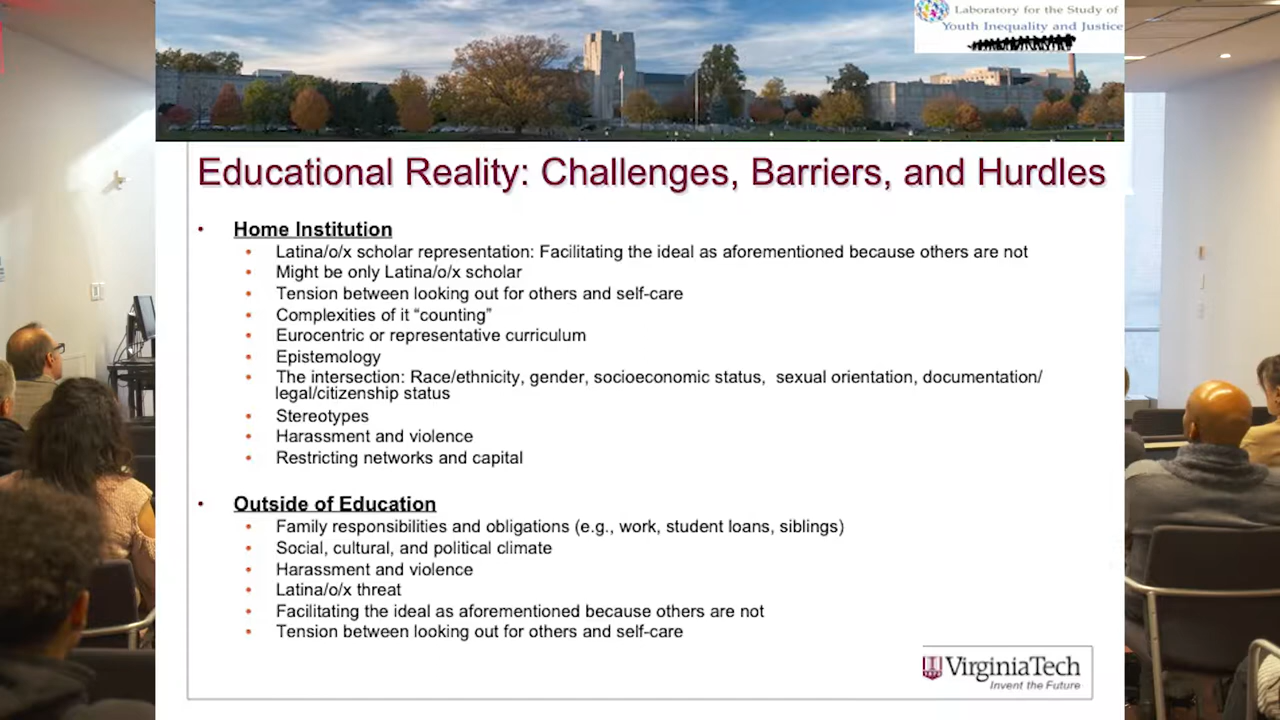 Laboratory for the Study of
Youth Inequality and Justice
Educational Reality: Challenges, Barriers, and Hurdles
• Home Institution
• Latina/o/x scholar representation: Facilitating the ideal as aforementioned because others are not
• Might be only Latina/o/x scholar
• Tension between looking out for others and self-care
• Complexities of it “counting”
• Eurocentric or representative curriculum
• Epistemology
• The intersection: Race/ethnicity, gender, socioeconomic status, sexual orientation, documentation/
legal/citizenship status
• Stereotypes
• Harassment and violence
• Restricting networks and capital
• Outside of Education
• Family responsibilities and obligations (e.g., work, student loans, siblings)
• Social, cultural, and political climate
• Harassment and violence
• Latina/o/x threat
• Facilitating the ideal as aforementioned because others are not
• Tension between looking out for others and self-care
VirginiaTech
Invent the Future